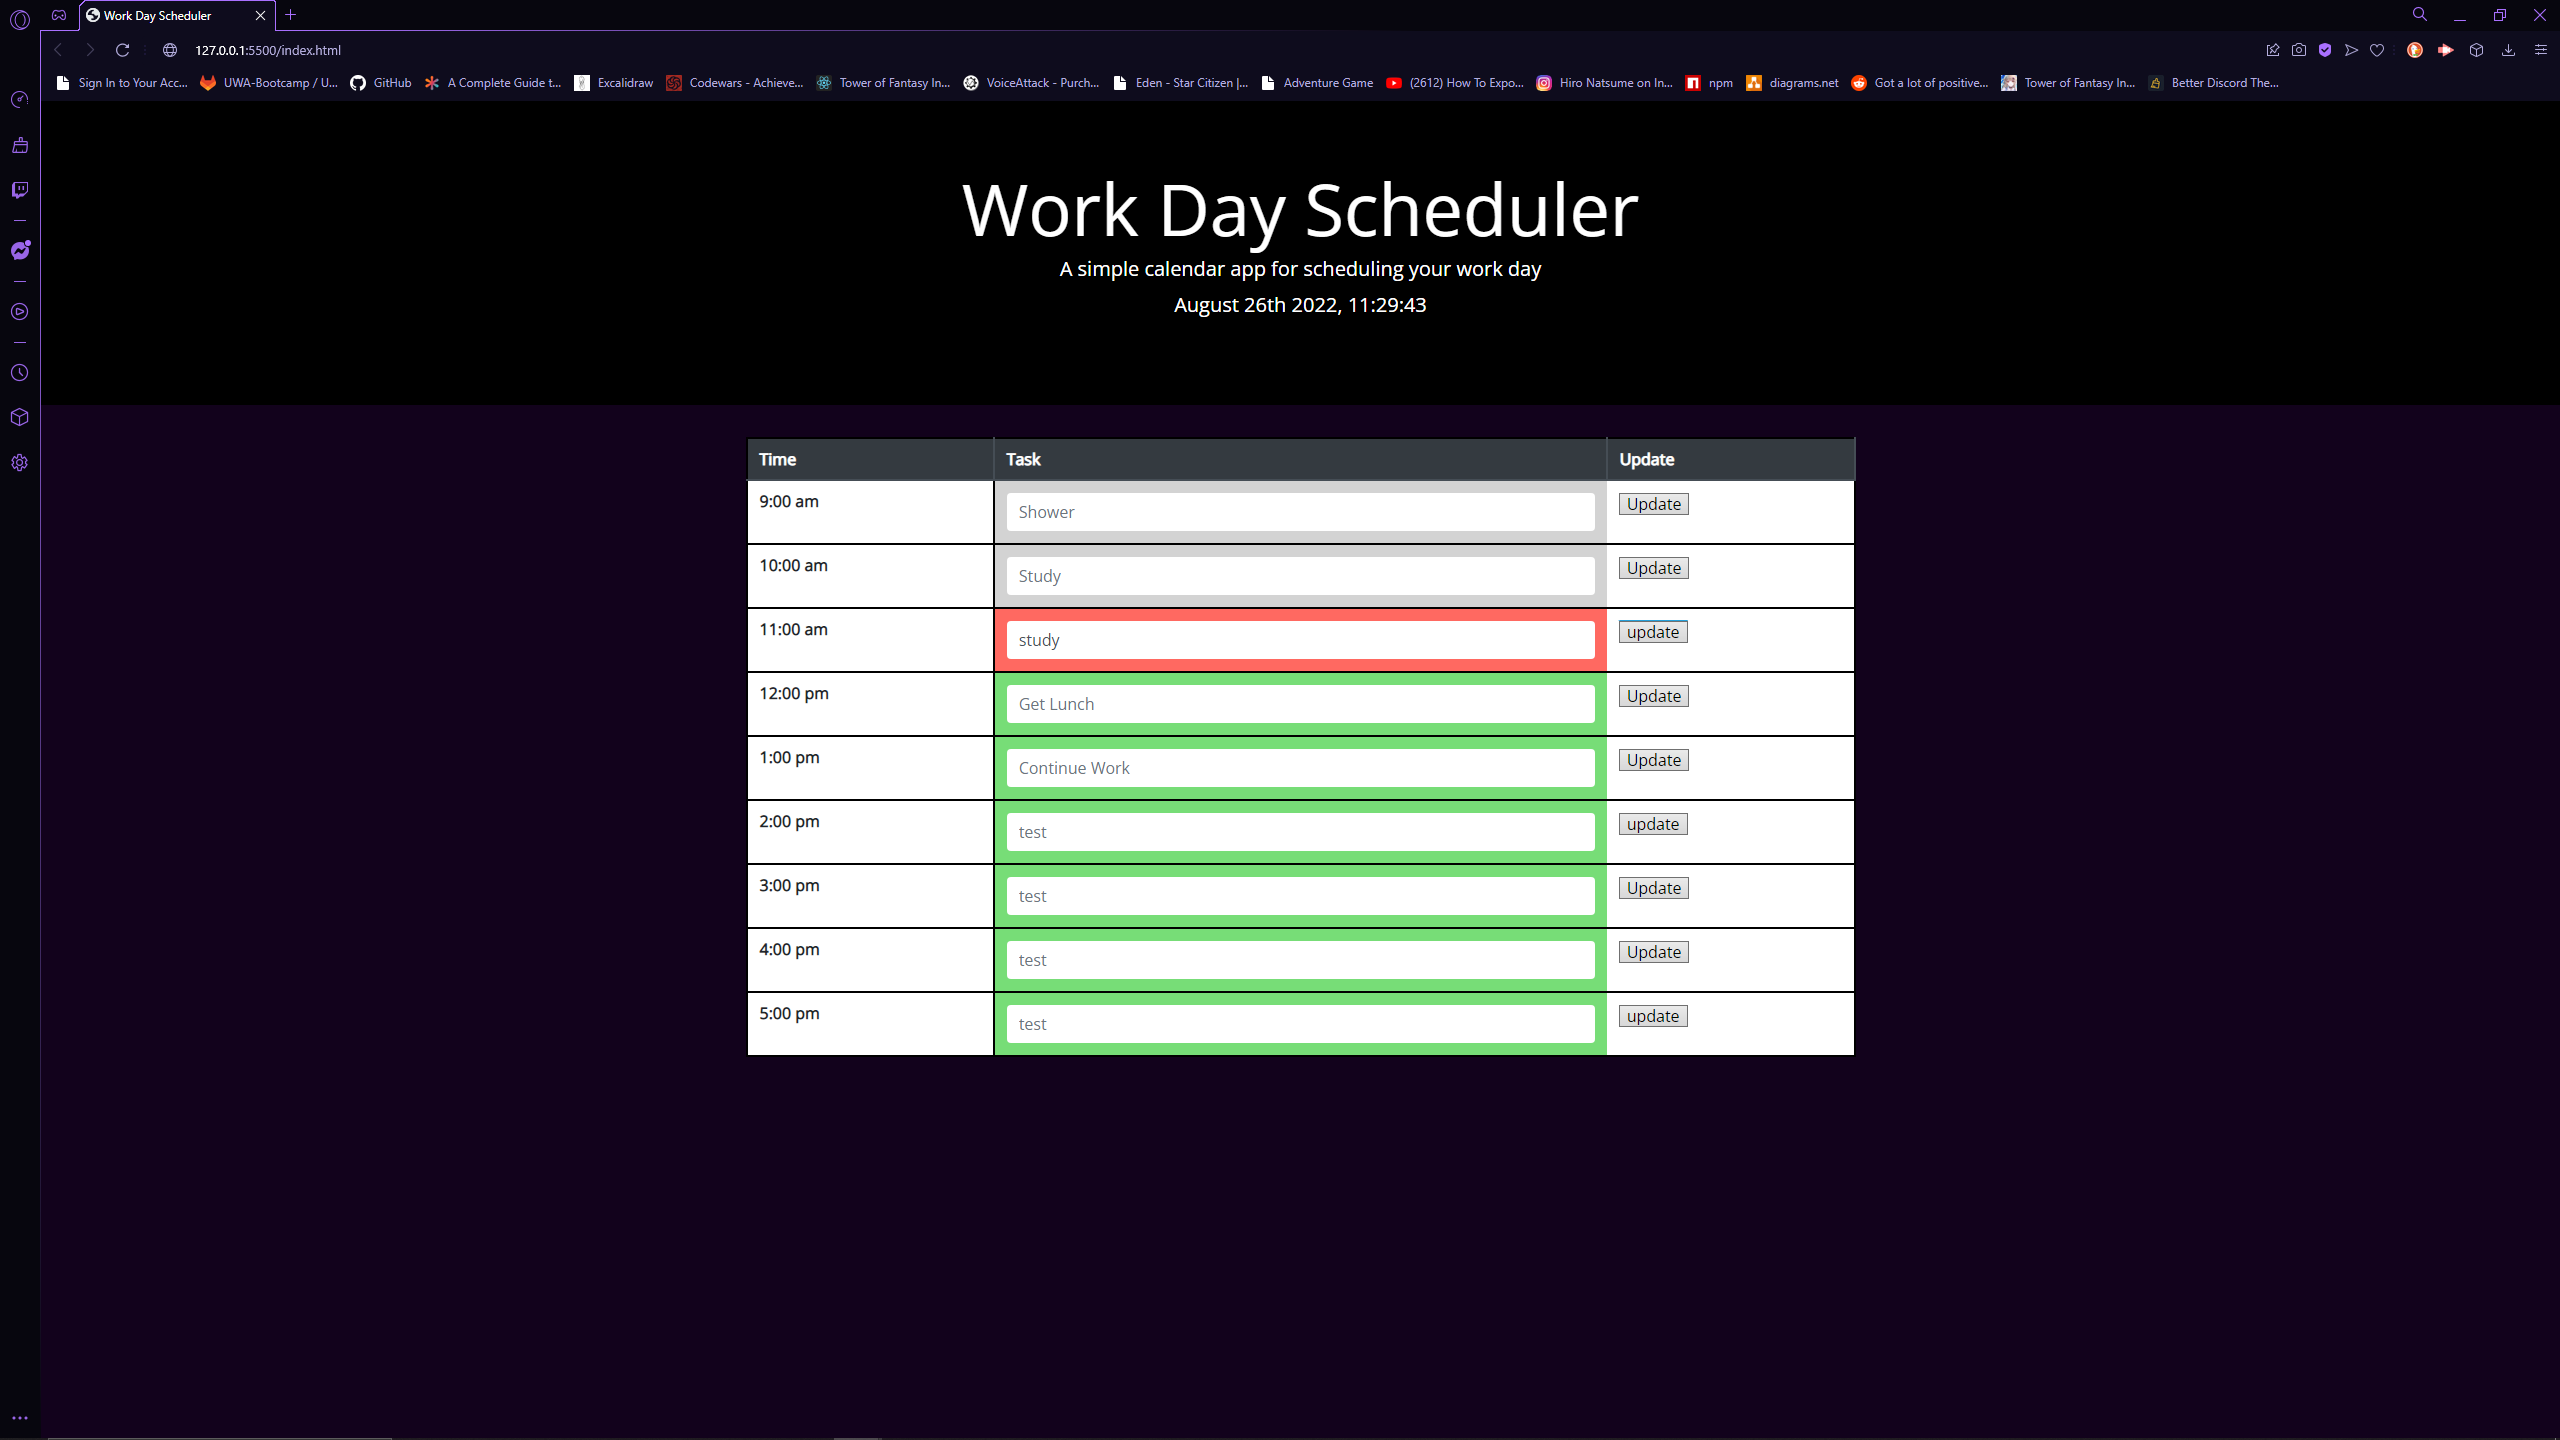 Work Day Scheduler
127.0.0.1:5500/index.html
Sign In to Your Acc... UWA-Bootcamp / U... GitHub A Complete Guide t... Excalidraw Codewars - Achieve... Tower of Fantasy In... VoiceAttack - Purch... Eden - Star Citizen |... Adventure Game (2612) How To Expo... Hiro Natsume on In... npm diagrams.net Got a lot of positive... Tower of Fantasy In... Better Discord The...
Work Day Scheduler
A simple calendar app for scheduling your work day
August 26th 2022, 11:29:43
Time Task Update
9:00 am Shower Update
10:00 am Study Update
11:00 am study update
12:00 pm Get Lunch Update
1:00 pm Continue Work Update
2:00 pm test update
3:00 pm test Update
4:00 pm test Update
5:00 pm test update